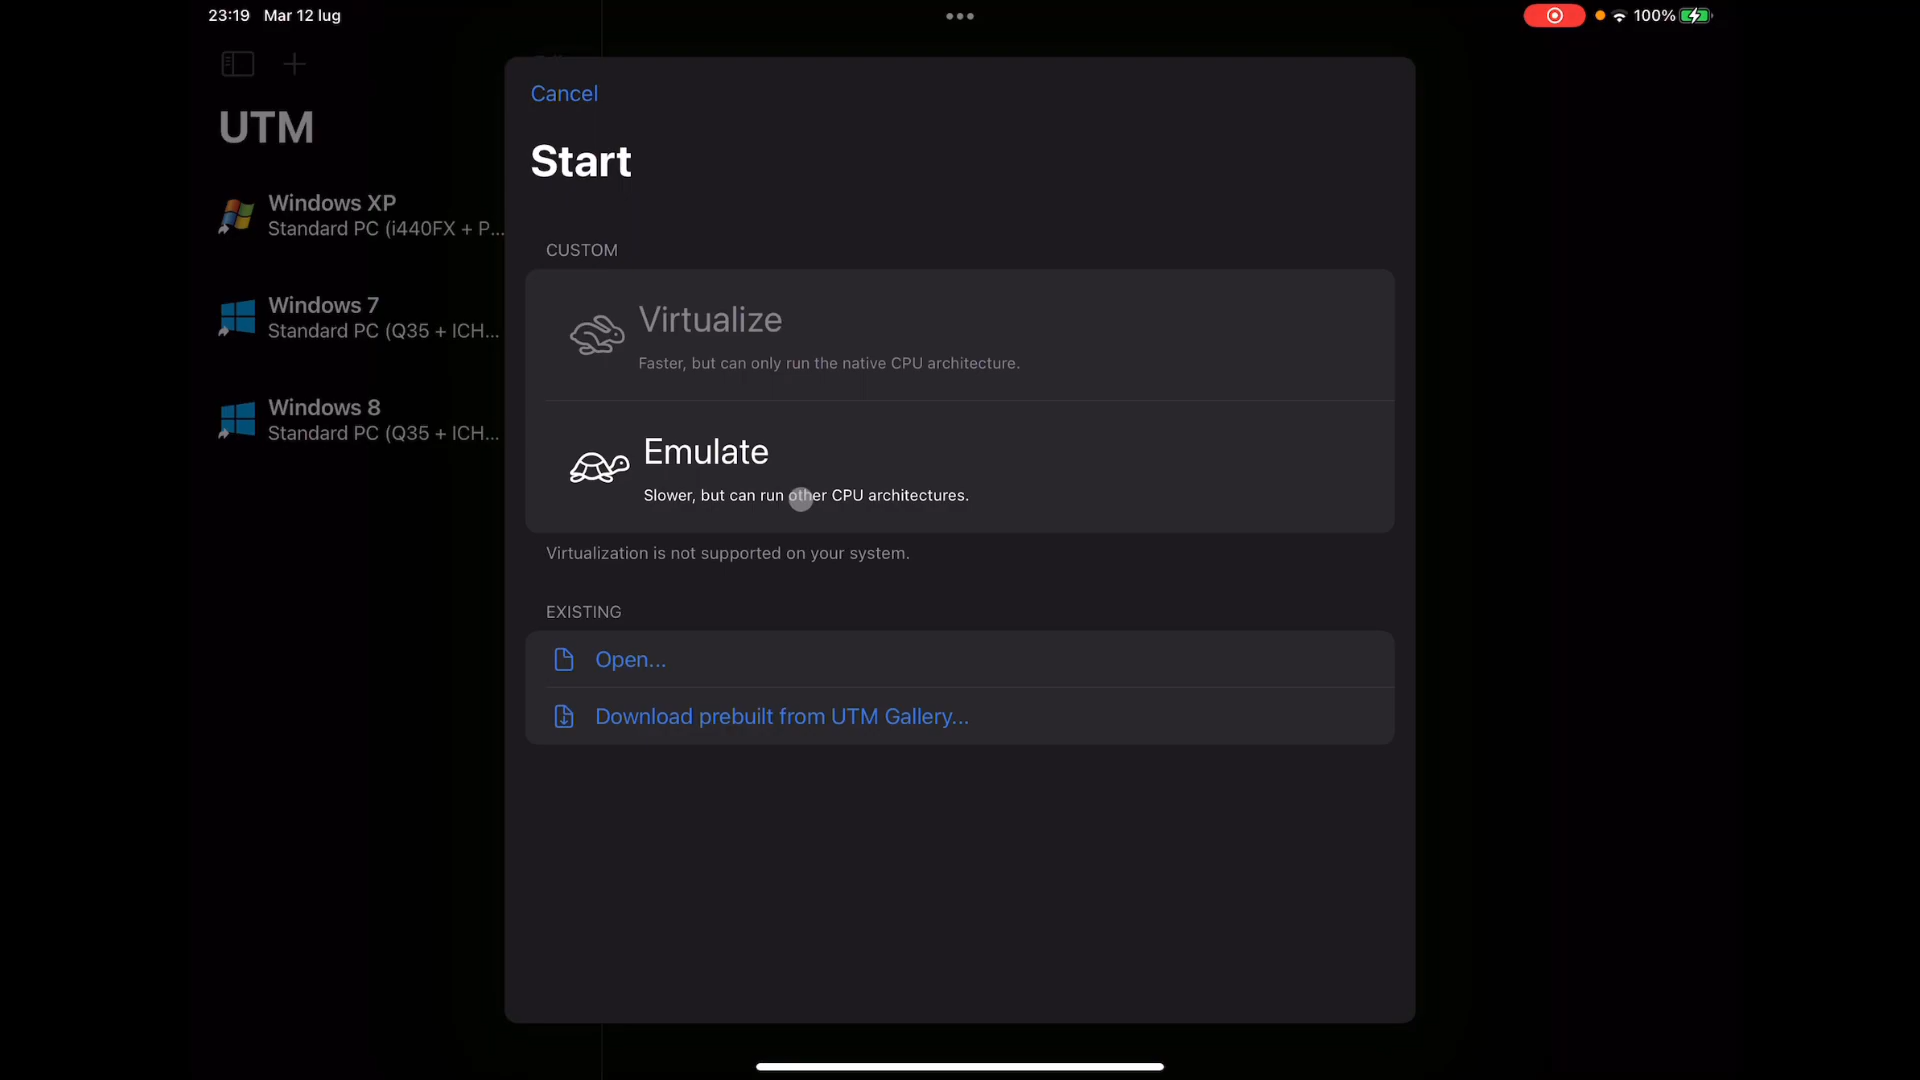 23:19 Mar 12 lug
100%
Cancel
UTM
Start
Windows XP
Standard PC (i440FX + P...
CUSTOM
Virtualize
Faster, but can only run the native CPU architecture.
Windows 7
Standard PC (Q35 + ICH...
Windows 8
Standard PC (Q35 + ICH...
Emulate
Slower, but can run other CPU architectures.
Virtualization is not supported on your system.
EXISTING
Open...
Download prebuilt from UTM Gallery...